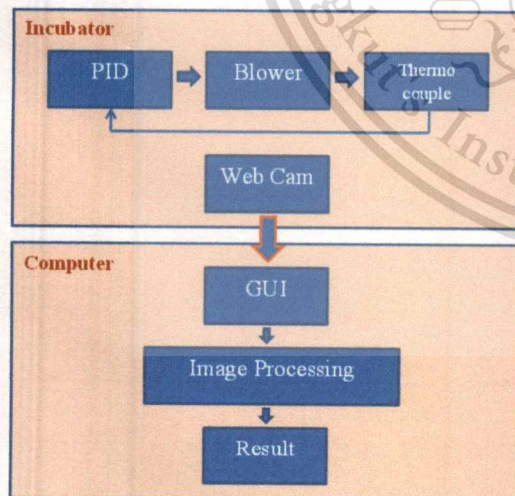 Incubator
PID
Blower
Thermo
couple
Web Cam
Computer
GUI
Image Processing
Result